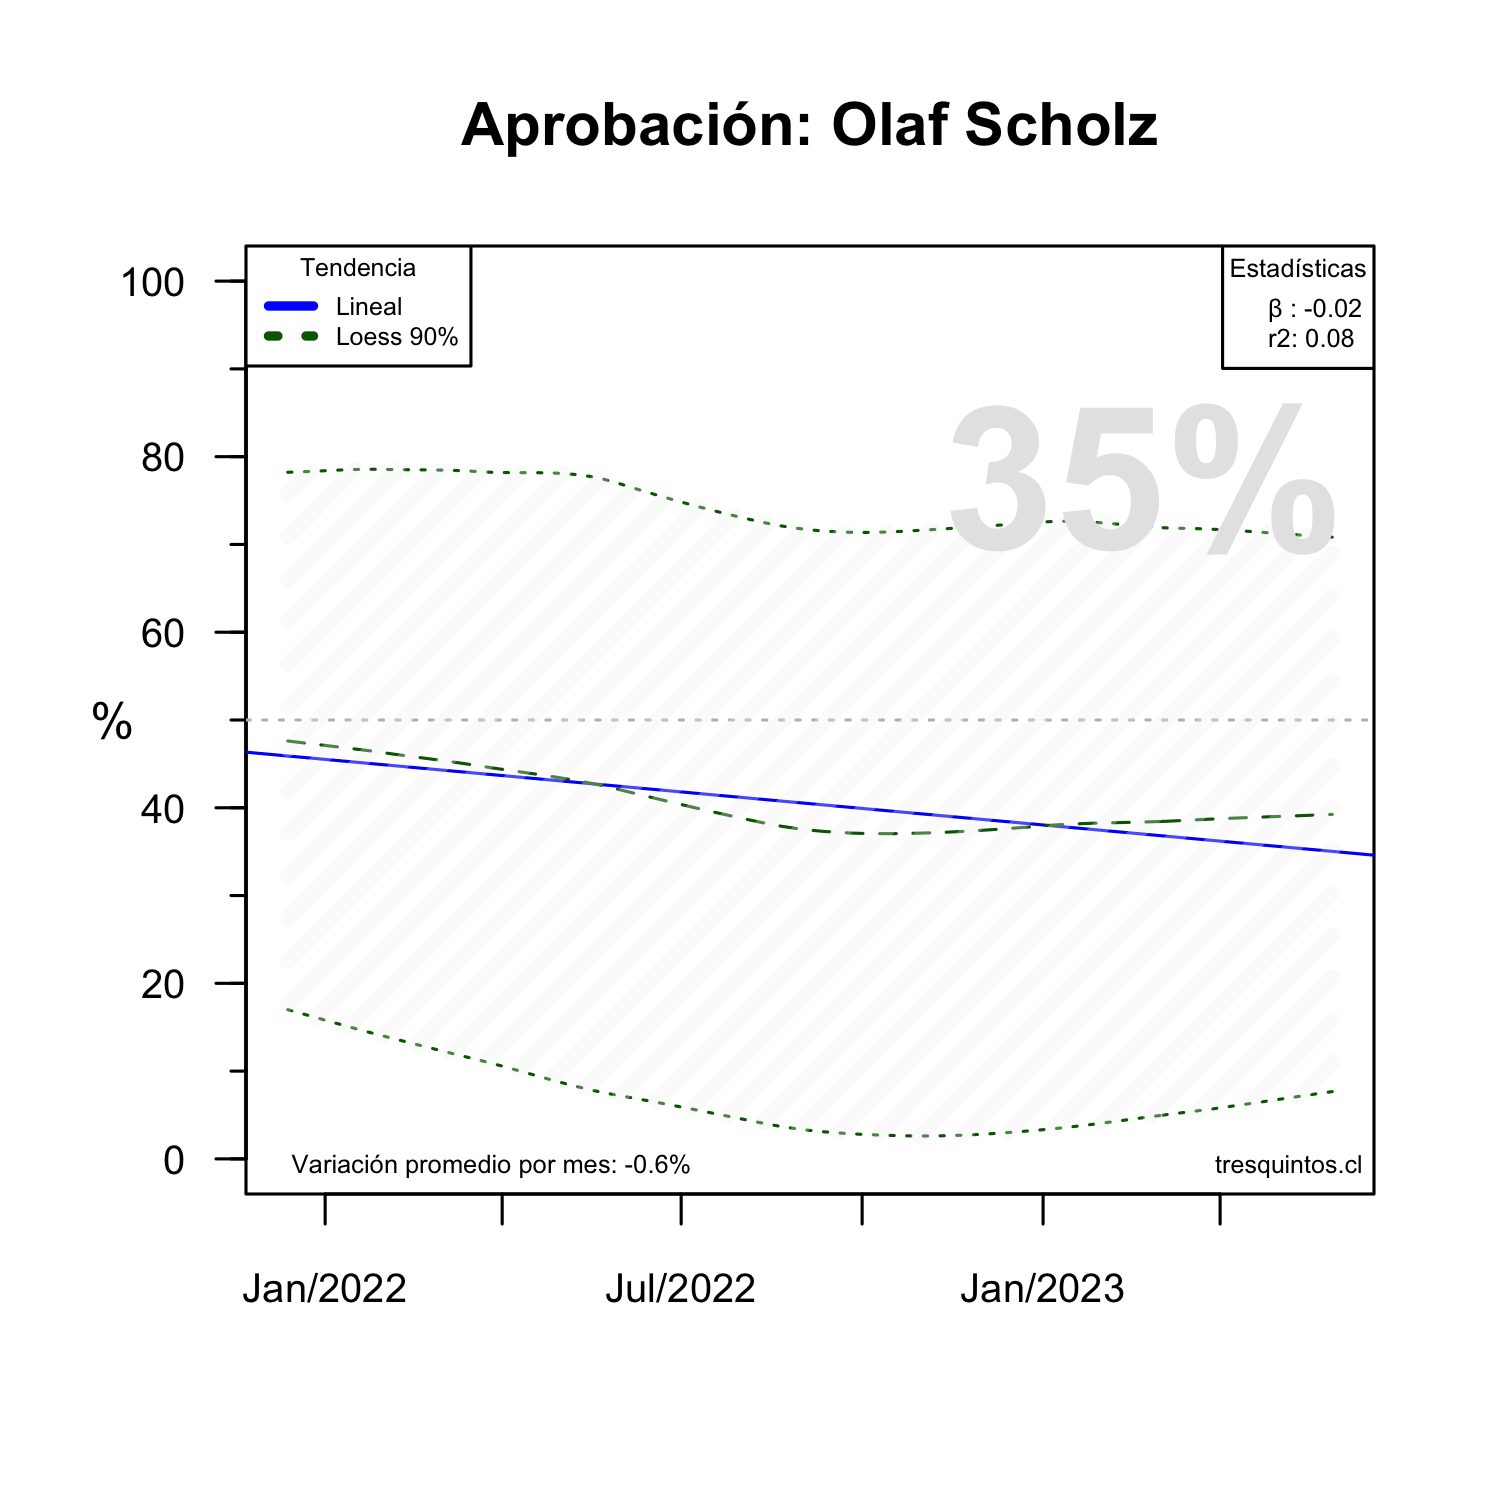 Aprobación: Olaf Scholz
Tendencia
Lineal
Loess 90%
Estadísticas
β : -0.02
r2: 0.08
35%
100
80
60
40
20
0
%
Variación promedio por mes: -0.6%
tresquintos.cl
Jan/2022
Jul/2022
Jan/2023